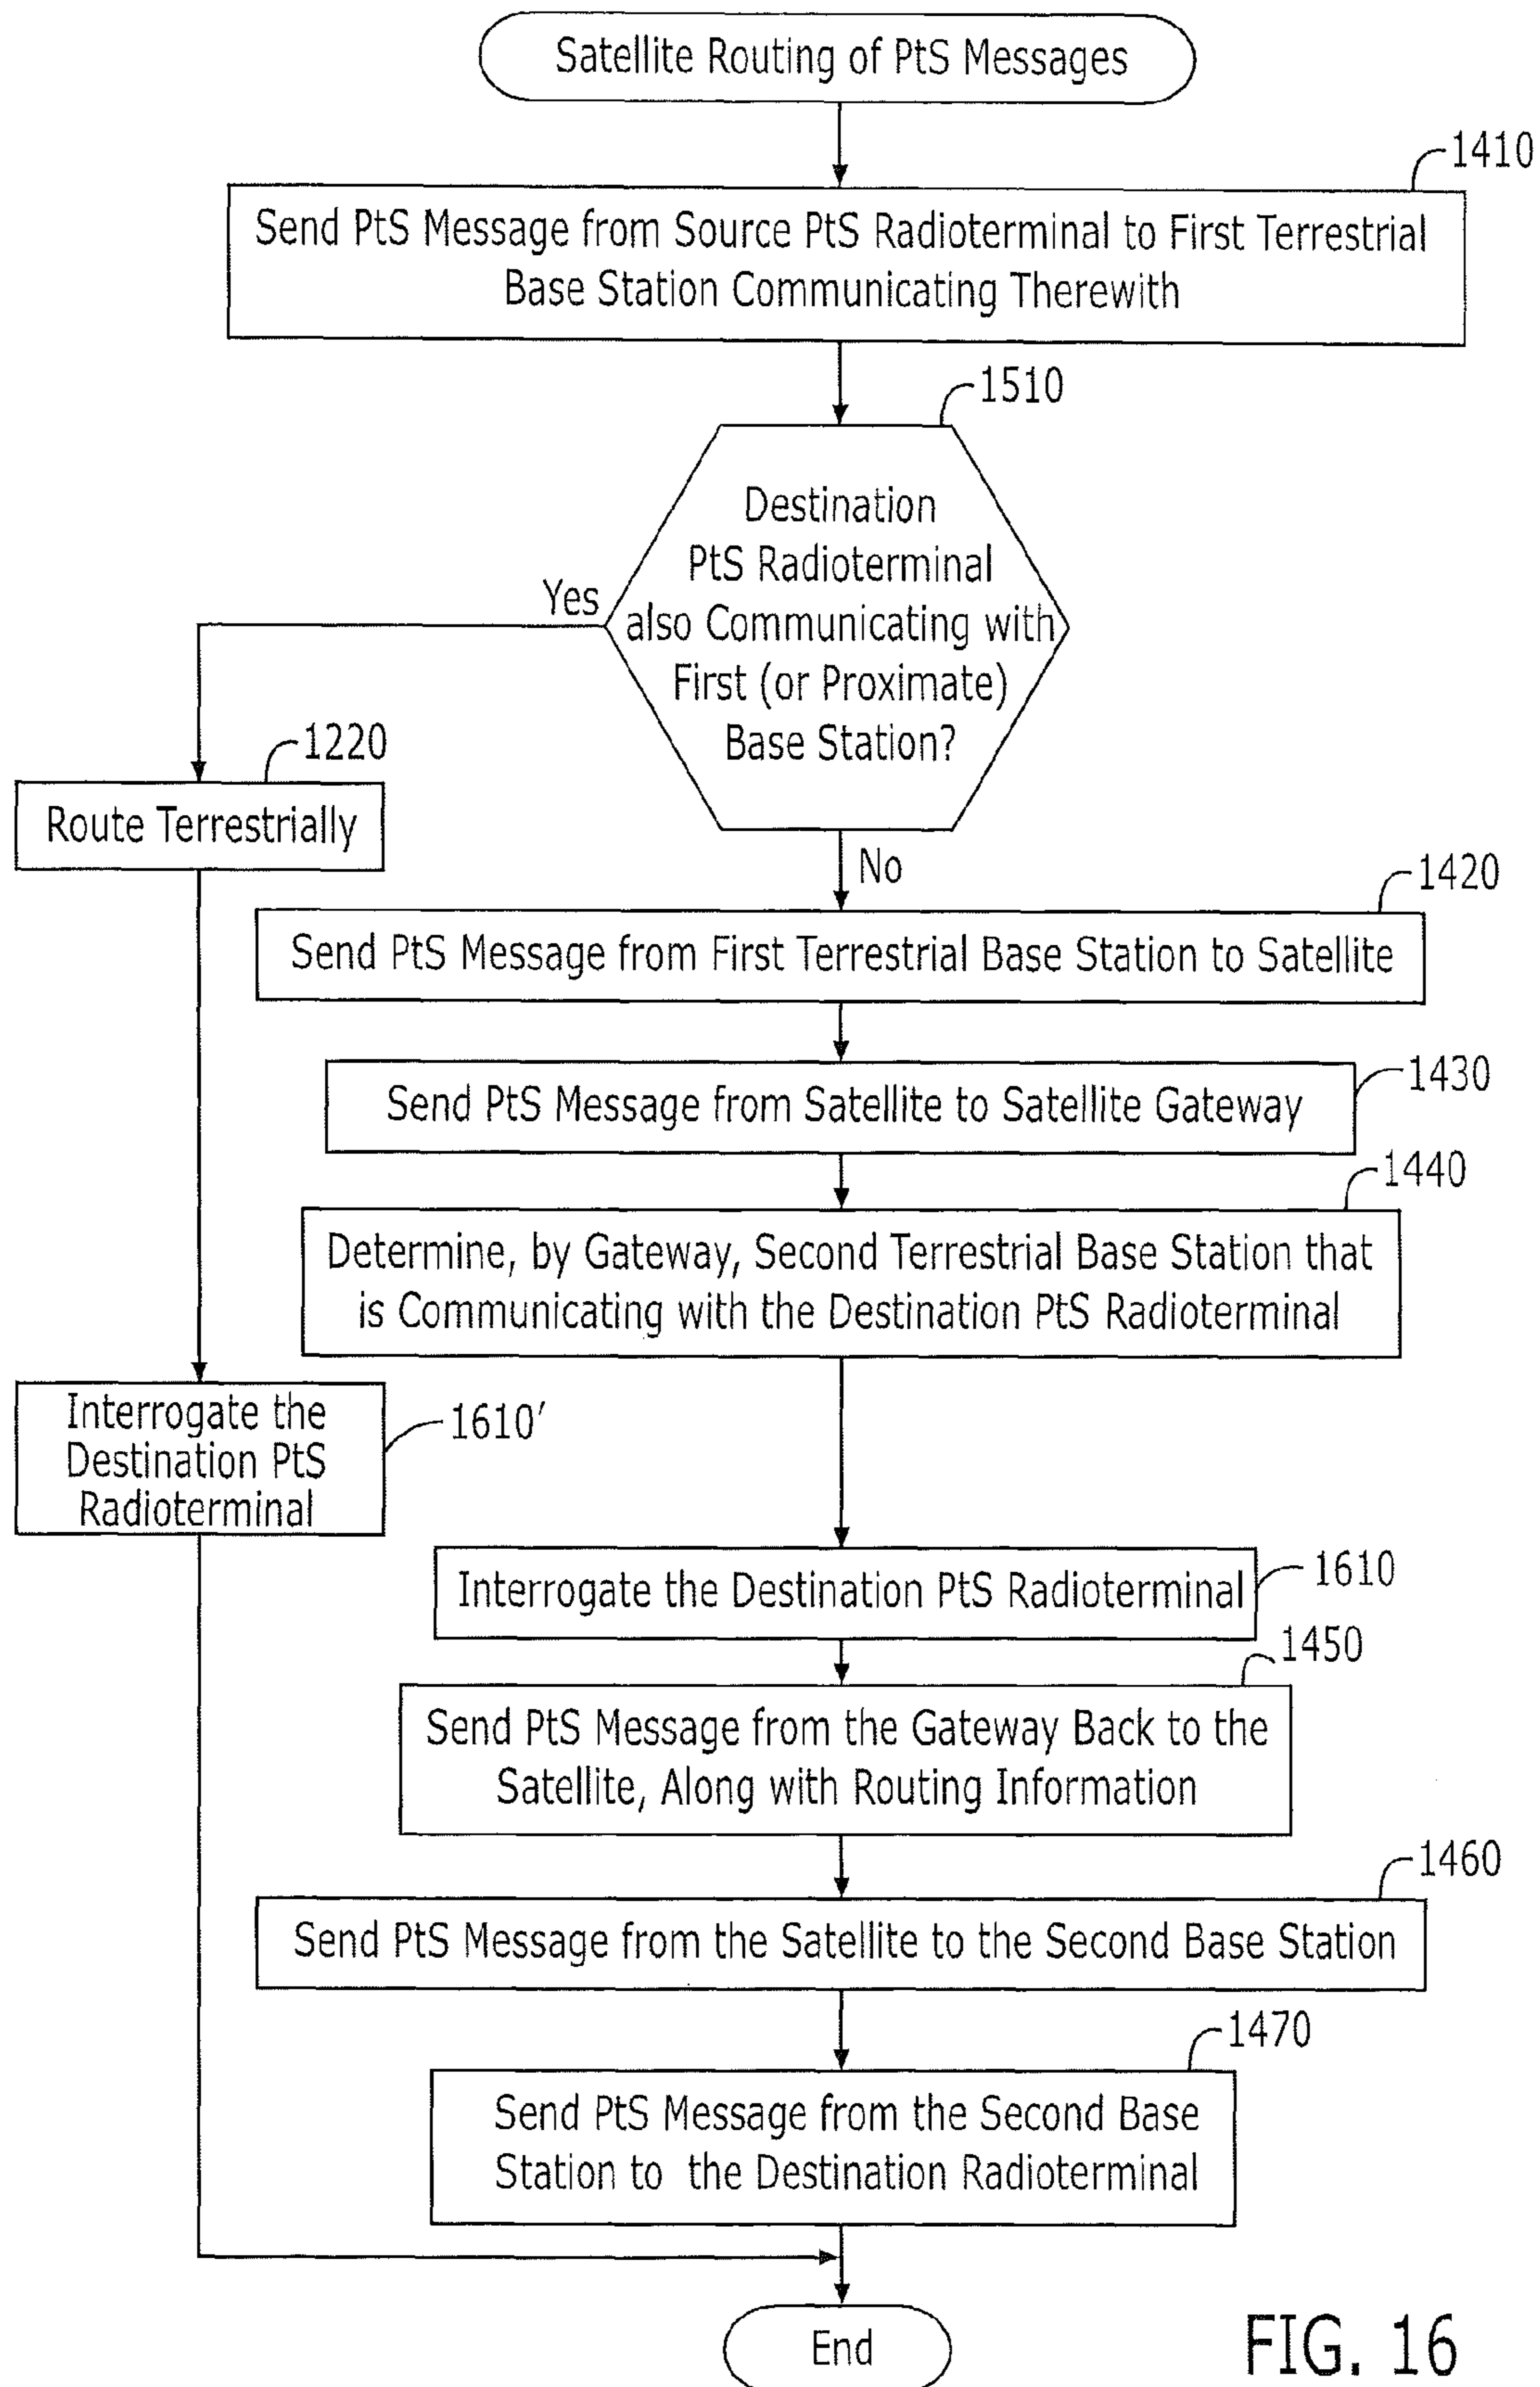 Satellite Routing of PtS Messages
1410
Send PtS Message from Source PtS Radioterminal to First Terrestrial
Base Station Communicating Therewith
1510
Destination
PtS Radioterminal
also Communicating with
First (or Proximate)
Base Station?
Yes
1220
Route Terrestrially
No
1420
Send PtS Message from First Terrestrial Base Station to Satellite
1430
Send PtS Message from Satellite to Satellite Gateway
1440
Determine, by Gateway, Second Terrestrial Base Station that
is Communicating with the Destination PtS Radioterminal
Interrogate the
Destination PtS
Radioterminal
1610'
Interrogate the Destination PtS Radioterminal
1610
1450
Send PtS Message from the Gateway Back to the
Satellite, Along with Routing Information
1460
Send PtS Message from the Satellite to the Second Base Station
1470
Send PtS Message from the Second Base
Station to the Destination Radioterminal
End
FIG. 16